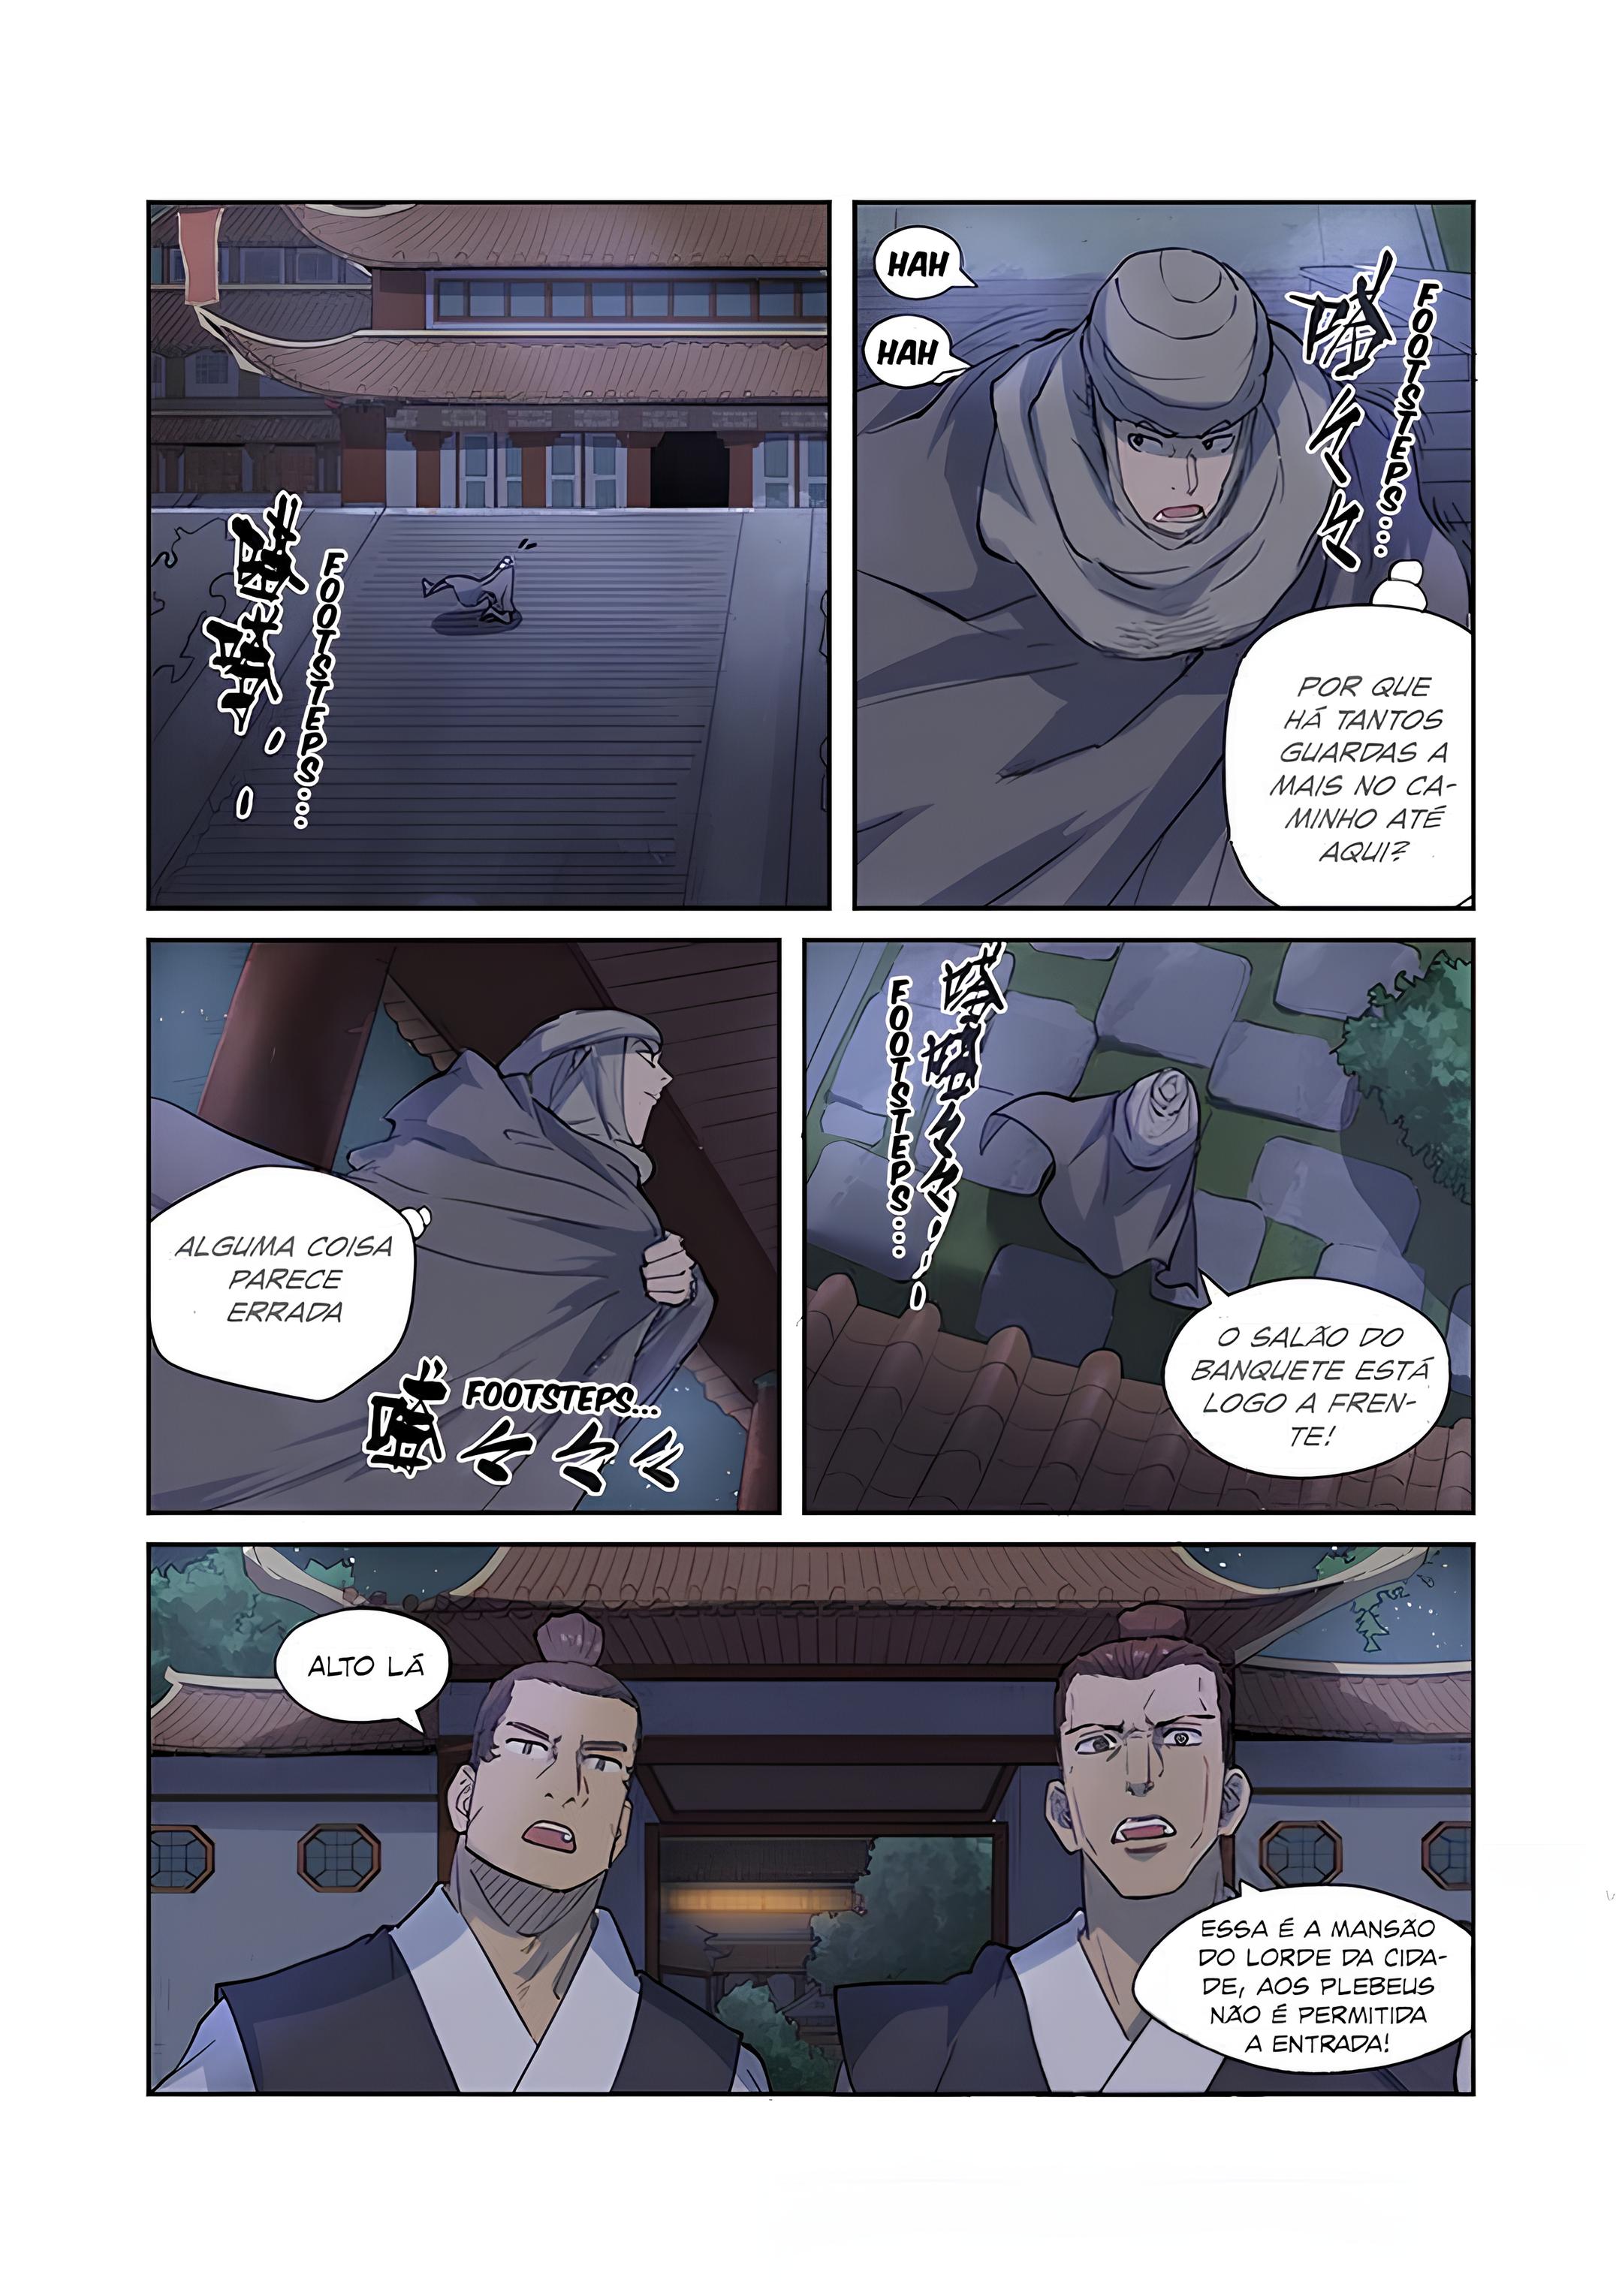 FOOTSTEPS...
HAH
HAH
FOOTSTEPS...
POR QUE
HÁ TANTOS
GUARDAS A
MAIS NO CA-
MINHO ATÉ
AQUI?
ALGUMA COISA
PARECE
ERRADA
FOOTSTEPS...
FOOTSTEPS...
O SALÃO DO
BANQUETE ESTÁ
LOGO A FREN-
TE!
ALTO LÁ
ESSA É A MANSÃO
DO LORDE DA CIDA-
DE, AOS PLEBEUS
NÃO É PERMITIDA
A ENTRADA!